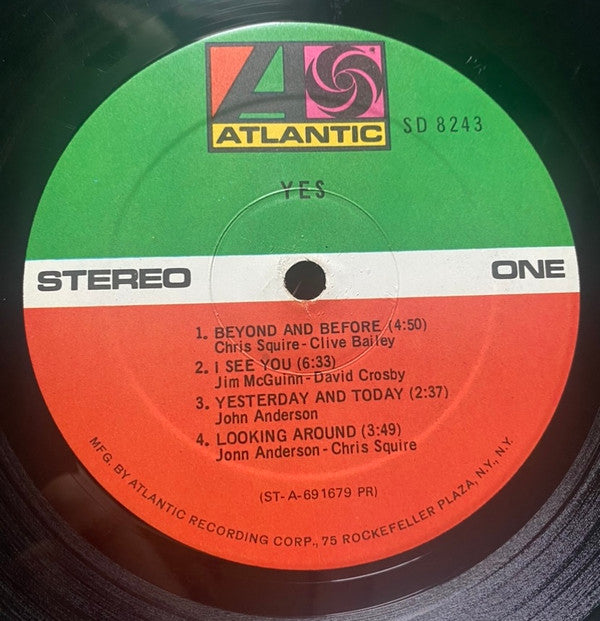 ATLANTIC
SD 8243
YES
STEREO
ONE
1. BEYOND AND BEFORE (4:50)
Chris Squire - Clive Bailey
2. I SEE YOU (6:33)
Jim McGuinn - David Crosby
3. YESTERDAY AND TODAY (2:37)
John Anderson
4. LOOKING AROUND (3:49)
Jonn Anderson - Chris Squire
(ST-A-691679 PR)
MFG. BY ATLANTIC RECORDING CORP., 75 ROCKEFELLER PLAZA, N.Y., N.Y.